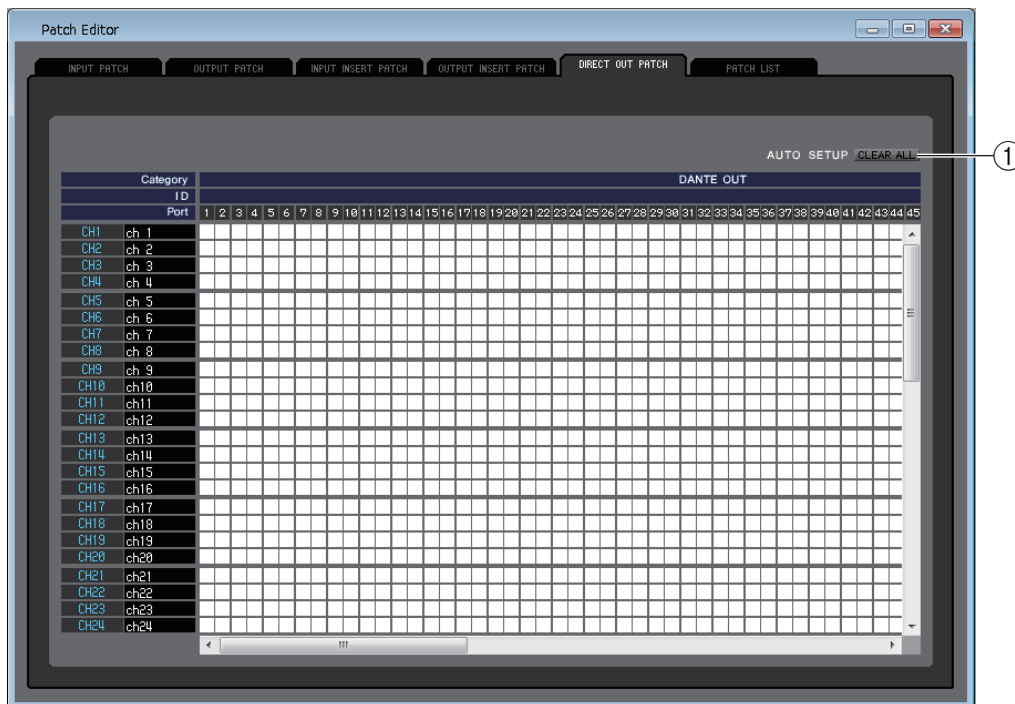 Patch Editor
INPUT PATCH OUTPUT PATCH INPUT INSERT PATCH OUTPUT INSERT PATCH DIRECT OUT PATCH PATCH LIST
AUTO SETUP CLEAR ALL 1
Category DANTE OUT
ID
Port 1 2 3 4 5 6 7 8 9 10 11 12 13 14 15 16 17 18 19 20 21 22 23 24 25 26 27 28 29 30 31 32 33 34 35 36 37 38 39 40 41 42 43 44 45
CH1 ch 1
CH2 ch 2
CH3 ch 3
CH4 ch 4
CH5 ch 5
CH6 ch 6
CH7 ch 7
CH8 ch 8
CH9 ch 9
CH10 ch10
CH11 ch11
CH12 ch12
CH13 ch13
CH14 ch14
CH15 ch15
CH16 ch16
CH17 ch17
CH18 ch18
CH19 ch19
CH20 ch20
CH21 ch21
CH22 ch22
CH23 ch23
CH24 ch24